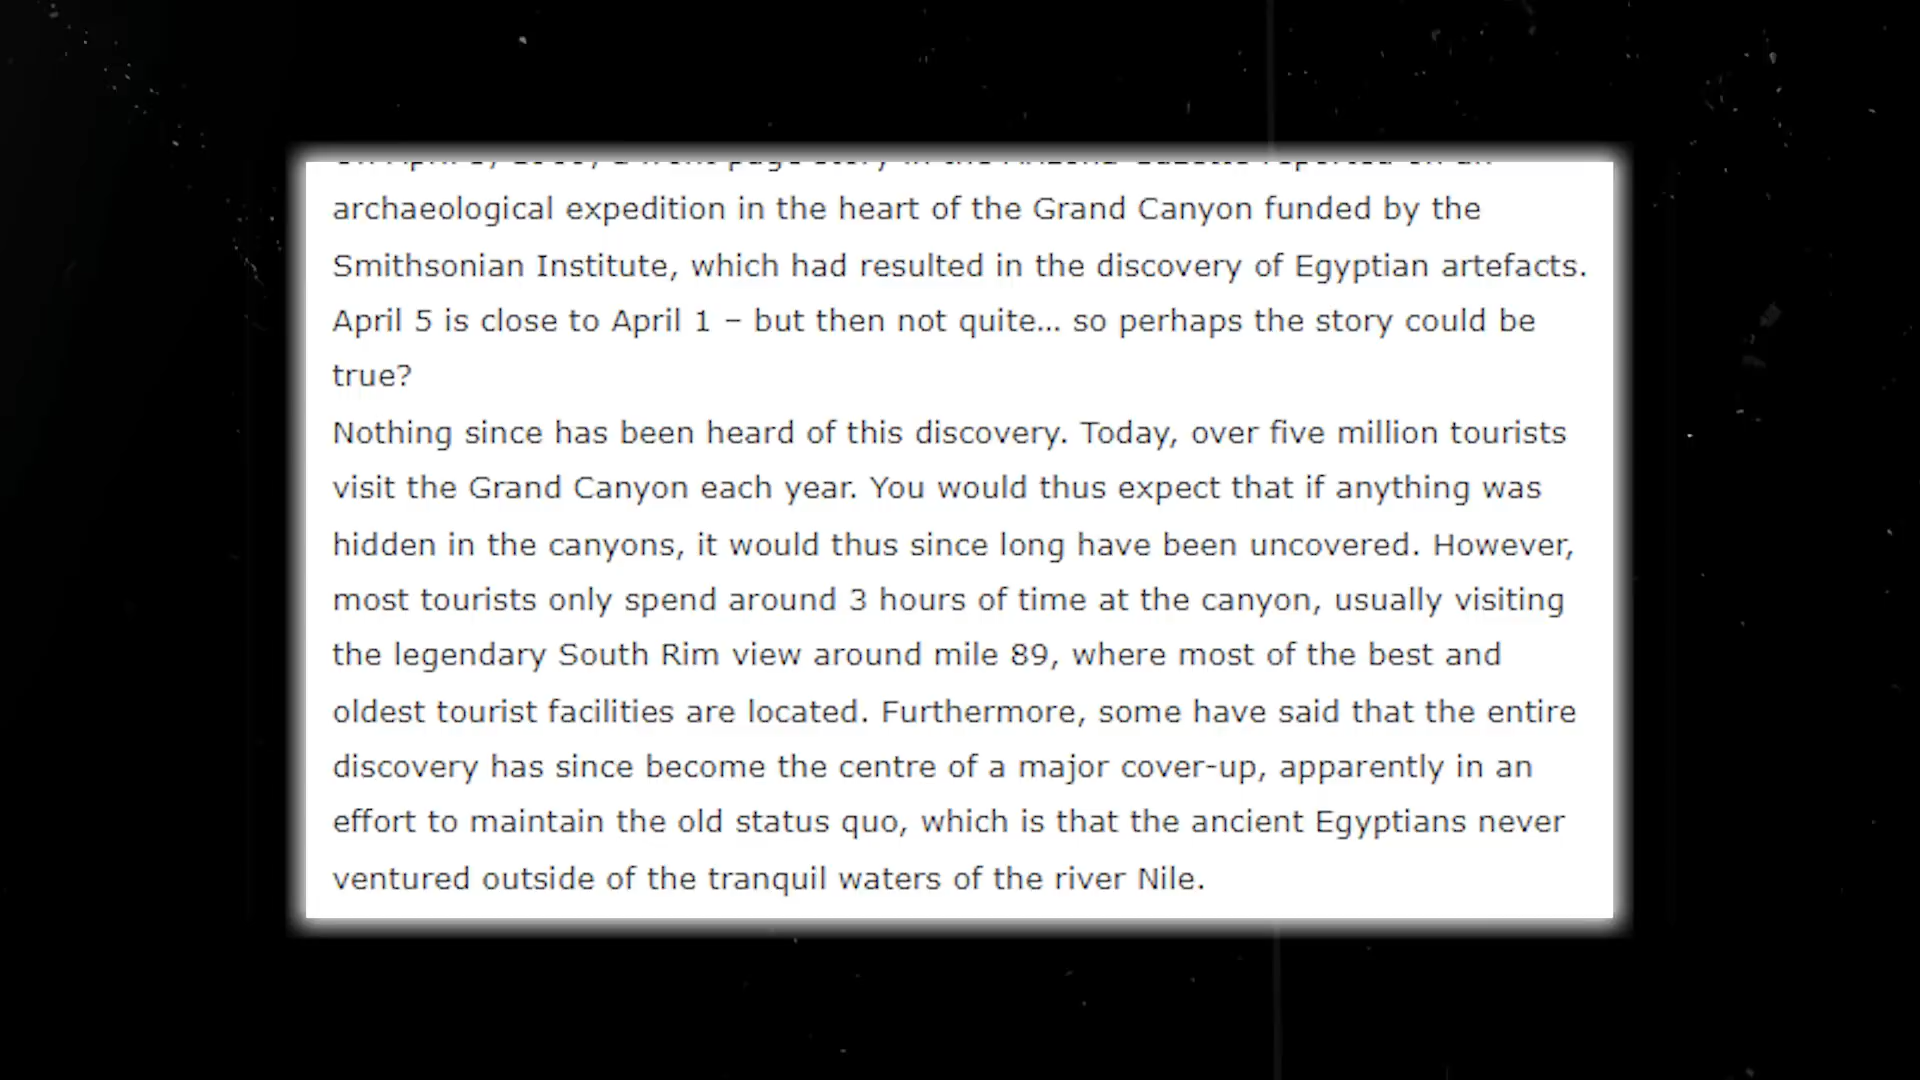 archaeological expedition in the heart of the Grand Canyon funded by the
Smithsonian Institute, which had resulted in the discovery of Egyptian artefacts.
April 5 is close to April 1 – but then not quite... so perhaps the story could be
true?
Nothing since has been heard of this discovery. Today, over five million tourists
visit the Grand Canyon each year. You would thus expect that if anything was
hidden in the canyons, it would thus since long have been uncovered. However,
most tourists only spend around 3 hours of time at the canyon, usually visiting
the legendary South Rim view around mile 89, where most of the best and
oldest tourist facilities are located. Furthermore, some have said that the entire
discovery has since become the centre of a major cover-up, apparently in an
effort to maintain the old status quo, which is that the ancient Egyptians never
ventured outside of the tranquil waters of the river Nile.